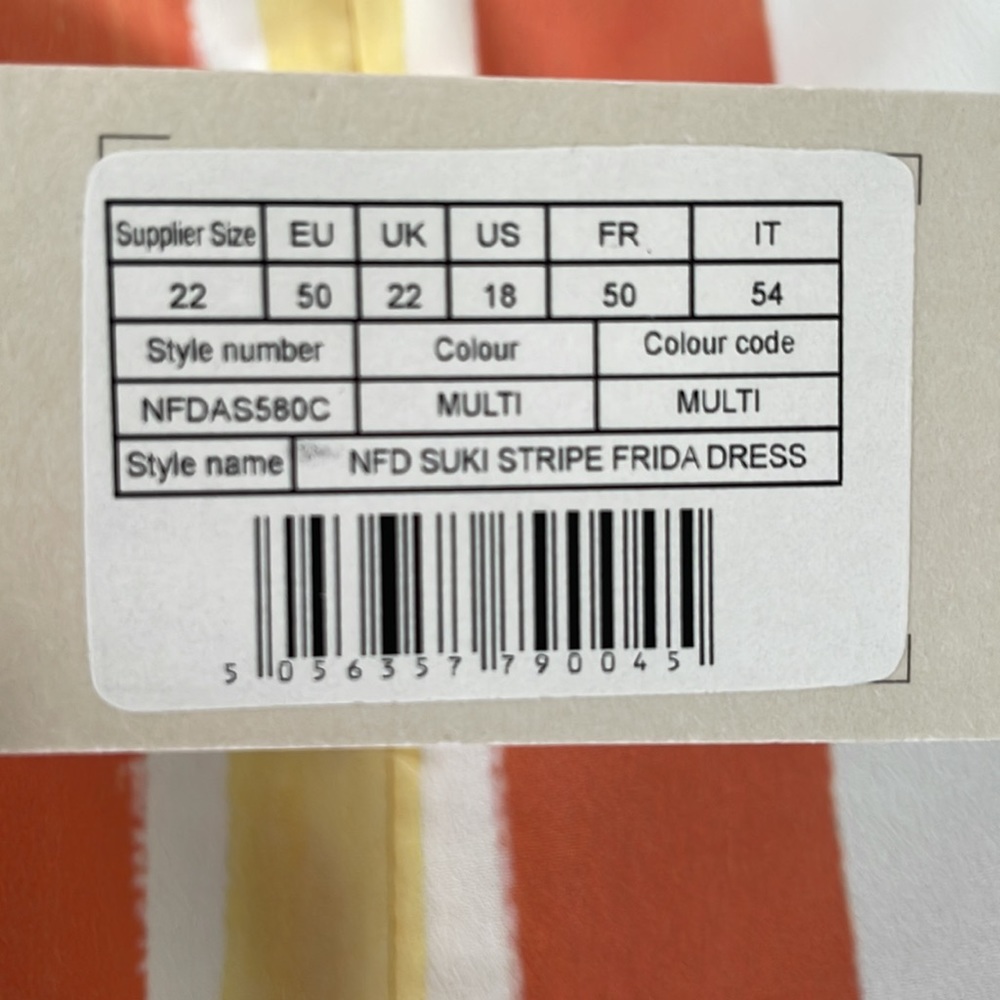 Supplier Size EU UK US FR IT
22 50 22 18 50 54
Style number Colour Colour code
NFDAS580C MULTI MULTI
Style name NFD SUKI STRIPE FRIDA DRESS
5 056357 790045